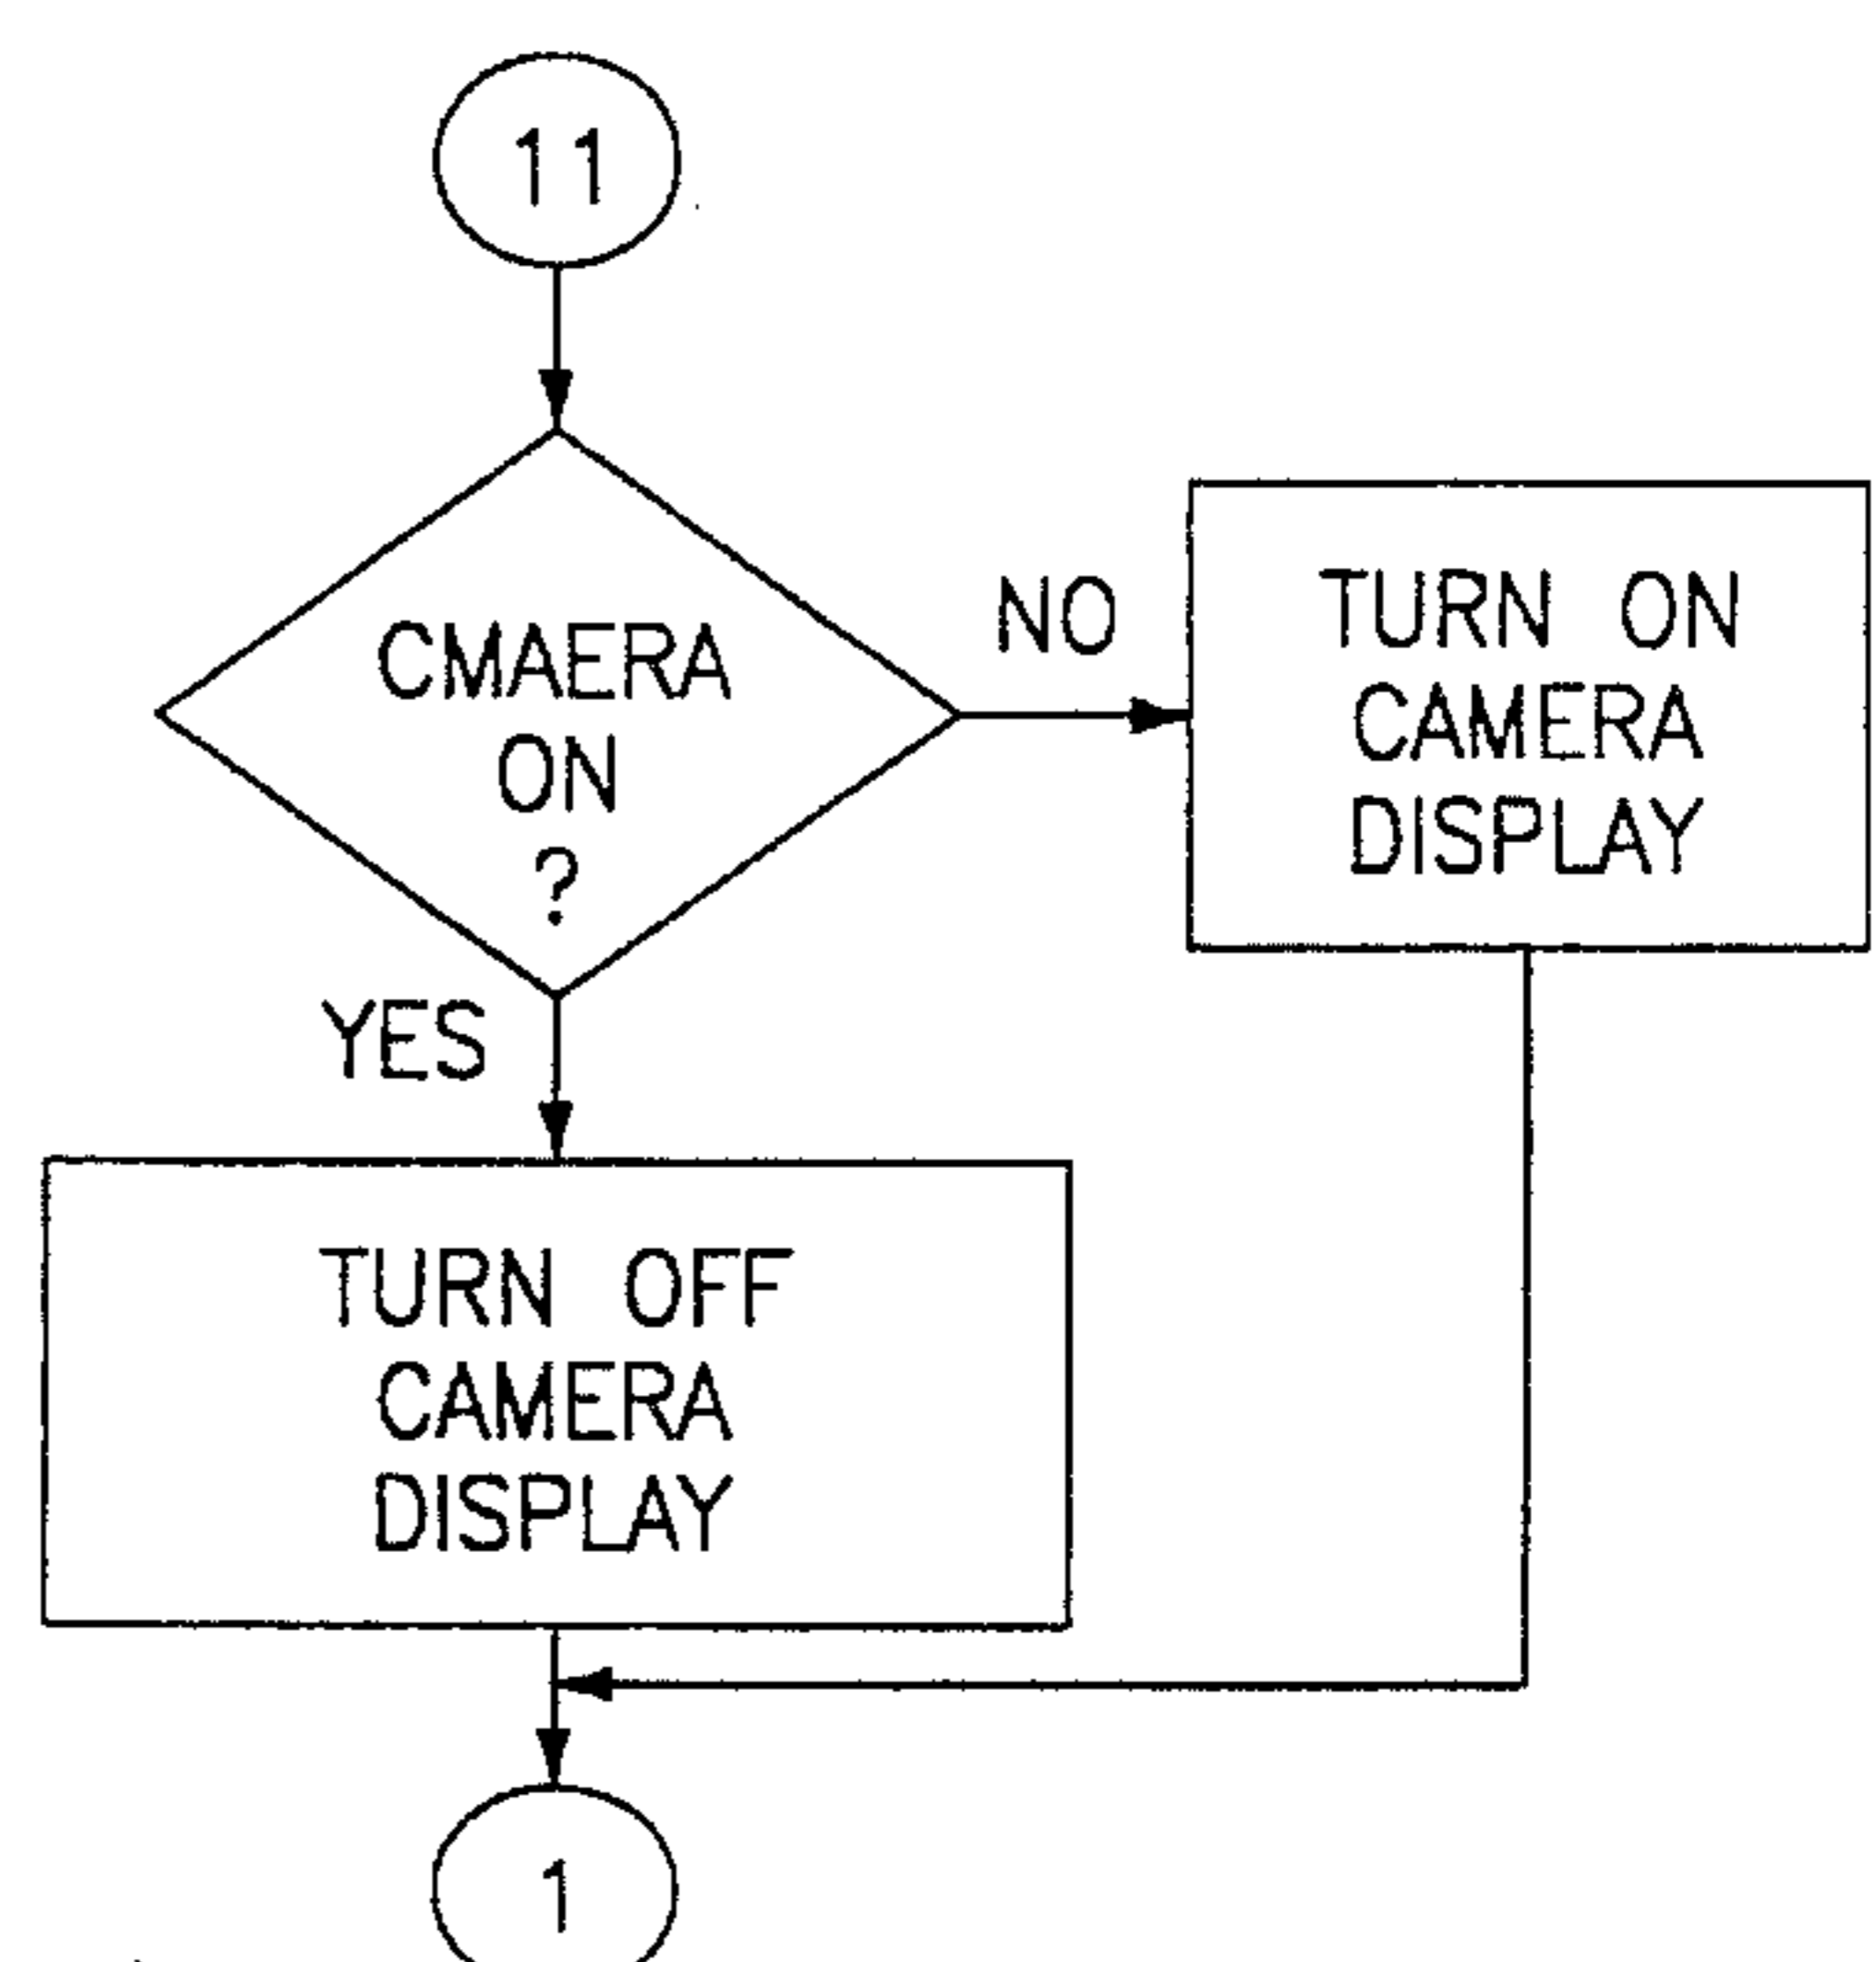 11
CMAERA
ON
?
NO
TURN ON
CAMERA
DISPLAY
YES
TURN OFF
CAMERA
DISPLAY
1